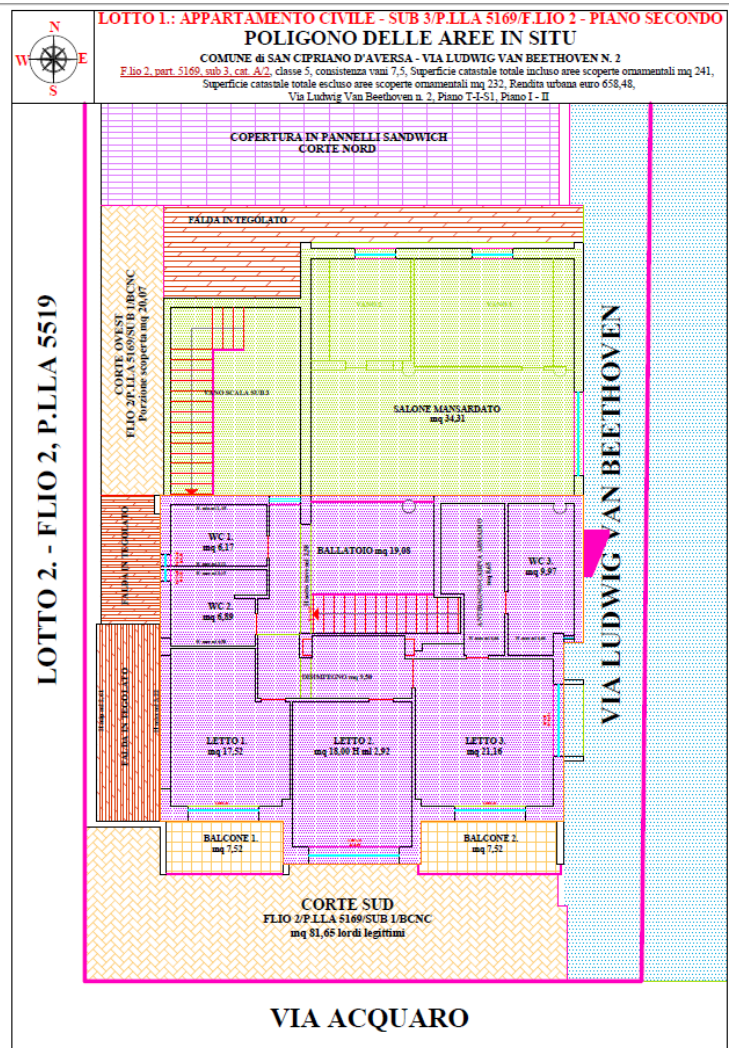 LOTTO 1.: APPARTAMENTO CIVILE - SUB 3/P.LLA 5169/F.LIO 2 - PIANO SECONDO
POLIGONO DELLE AREE IN SITU
COMUNE di SAN CIPRIANO D'AVERSA - VIA LUDWIG VAN BEETHOVEN N. 2
F.lio 2, part. 5169, sub 3, cat. A/2, classe 5, consistenza vani 7,5, Superficie catastale totale incluso aree scoperte ornamentali mq 241,
Superficie catastale totale escluso aree scoperte ornamentali mq 232, Rendita urbana euro 658,48,
Via Ludwig Van Beethoven n. 2, Piano T-I-S1, Piano I - II
N
W
E
S
COPERTURA IN PANNELLI SANDWICH
CORTE NORD
FALDA IN TEGOLATO
CORTE OVEST
FLIO 2/P.LLA 5169/SUB 1/BCNC
Porzione scoperta mq 20,07
VANO 2
VANO 1
VANO SCALA SUB 3
SALONE MANSARDATO
mq 34,31
LOTTO 2. - FLIO 2, P.LLA 5519
VIA LUDWIG VAN BEETHOVEN
FALDA IN TEGOLATO
WC 1.
mq 6,17
BALLATOIO mq 19,08
WC 3.
mq 9,97
WC 2.
mq 6,89
FALDA IN TEGOLATO
DISIMPEGNO mq 9,50
LETTO 1.
mq 17,52
LETTO 2.
mq 18,00 H ml 2,92
LETTO 3.
mq 21,16
BALCONE 1.
mq 7,52
BALCONE 2.
mq 7,52
CORTE SUD
FLIO 2/P.LLA 5169/SUB 1/BCNC
mq 81,65 lordi legittimi
VIA ACQUARO